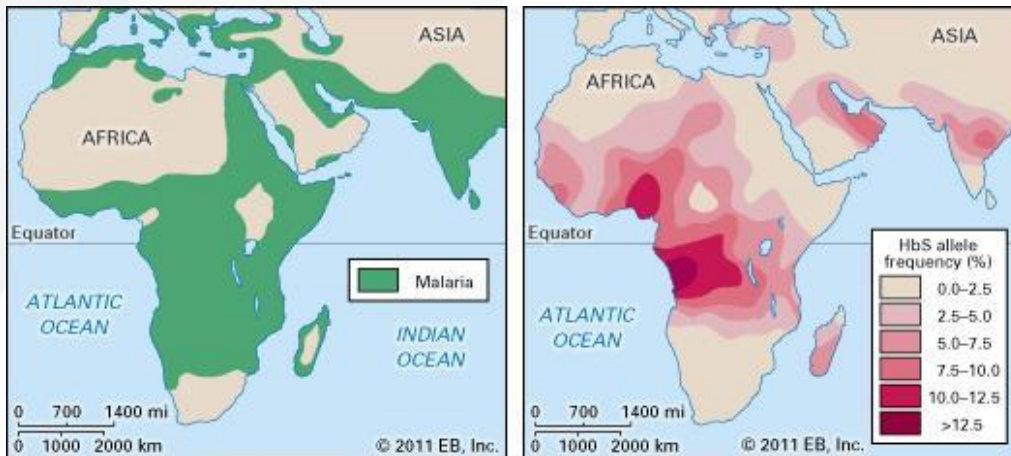 ASIA
AFRICA
Equator
Malaria
ATLANTIC
OCEAN
INDIAN
OCEAN
0 700 1400 mi
0 1000 2000 km
© 2011 EB, Inc.
ASIA
AFRICA
Equator
HbS allele
frequency (%)
0.0–2.5
2.5–5.0
5.0–7.5
7.5–10.0
10.0–12.5
>12.5
ATLANTIC
OCEAN
INDIAN
OCEAN
0 700 1400 mi
0 1000 2000 km
© 2011 EB, Inc.